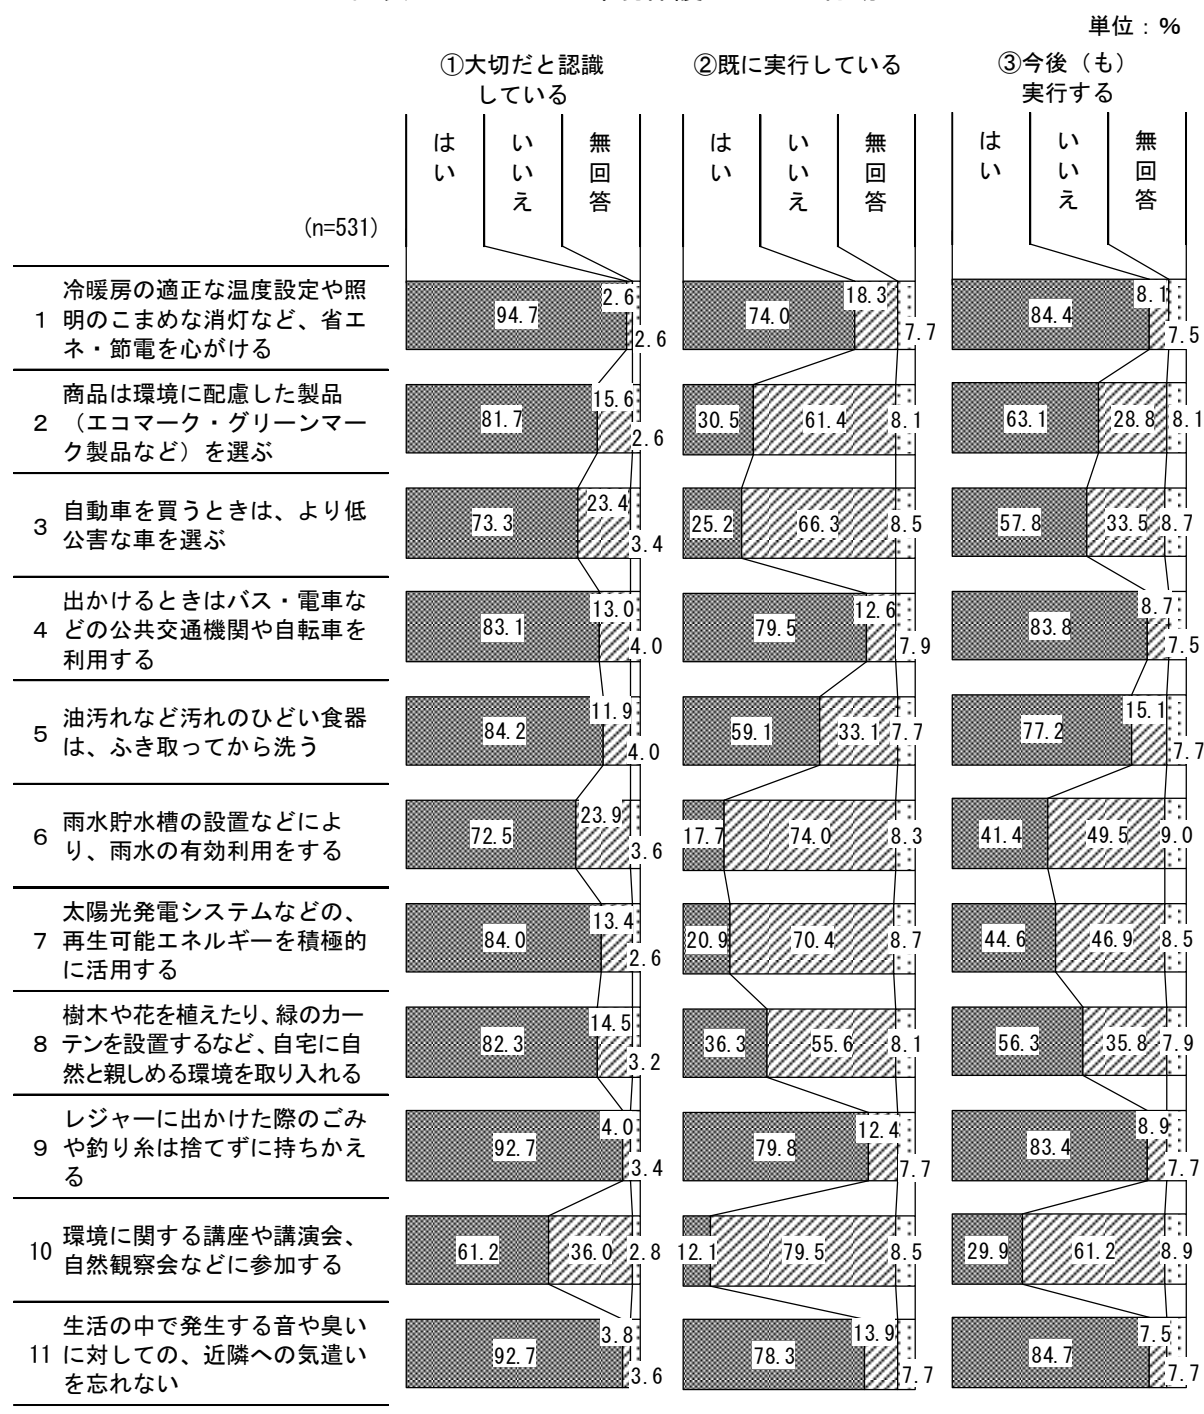 単位：％
①大切だと認識
している
②既に実行している
③今後（も）
実行する
はい
いいえ
無回答
はい
いいえ
無回答
はい
いいえ
無回答
(n=531)
1
冷暖房の適正な温度設定や照
明のこまめな消灯など、省エ
ネ・節電を心がける
94.7 2.6 2.6
74.0 18.3 7.7
84.4 8.1 7.5
2
商品は環境に配慮した製品
（エコマーク・グリーンマー
ク製品など）を選ぶ
81.7 15.6 2.6
30.5 61.4 8.1
63.1 28.8 8.1
3
自動車を買うときは、より低
公害な車を選ぶ
73.3 23.4 3.4
25.2 66.3 8.5
57.8 33.5 8.7
4
出かけるときはバス・電車な
どの公共交通機関や自転車を
利用する
83.1 13.0 4.0
79.5 12.6 7.9
83.8 8.7 7.5
5
油汚れなど汚れのひどい食器
は、ふき取ってから洗う
84.2 11.9 4.0
59.1 33.1 7.7
77.2 15.1 7.7
6
雨水貯水槽の設置などによ
り、雨水の有効利用をする
72.5 23.9 3.6
17.7 74.0 8.3
41.4 49.5 9.0
7
太陽光発電システムなどの、
再生可能エネルギーを積極的
に活用する
84.0 13.4 2.6
20.9 70.4 8.7
44.6 46.9 8.5
8
樹木や花を植えたり、緑のカー
テンを設置するなど、自宅に自
然と親しめる環境を取り入れる
82.3 14.5 3.2
36.3 55.6 8.1
56.3 35.8 7.9
9
レジャーに出かけた際のごみ
や釣り糸は捨てずに持ちかえ
る
92.7 4.0 3.4
79.8 12.4 7.7
83.4 8.9 7.7
10
環境に関する講座や講演会、
自然観察会などに参加する
61.2 36.0 2.8
12.1 79.5 8.5
29.9 61.2 8.9
11
生活の中で発生する音や臭い
に対しての、近隣への気遣い
を忘れない
92.7 3.8 3.6
78.3 13.9 7.7
84.7 7.5 7.7